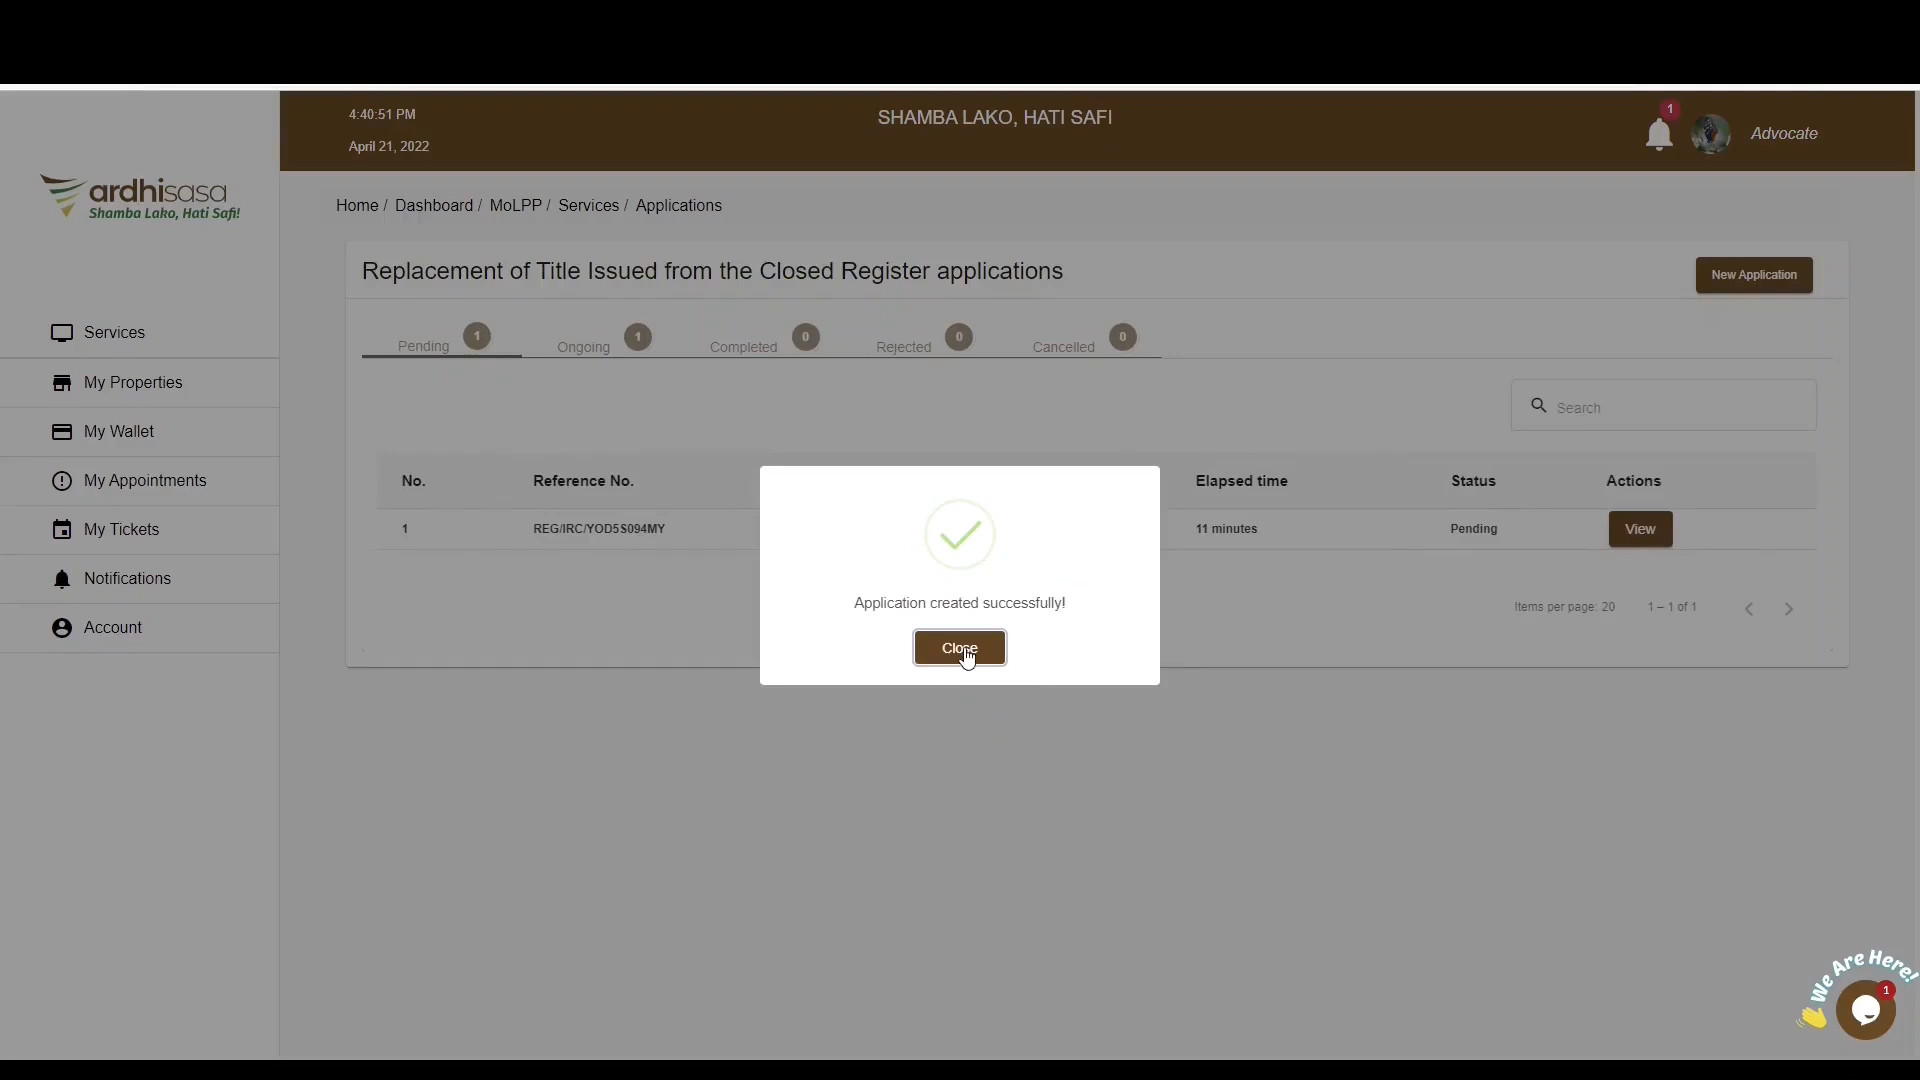 4:40:51 PM
SHAMBA LAKO, HATI SAFI
1
Advocate
April 21, 2022
ardhisasa
Shamba Lako, Hati Safi!
Home / Dashboard / MoLPP / Services / Applications
Replacement of Title Issued from the Closed Register applications
New Application
Pending 1 Ongoing 1 Completed 0 Rejected 0 Cancelled 0
Services
My Properties
My Wallet
My Appointments
My Tickets
Notifications
Account
Search
No. Reference No. Elapsed time Status Actions
1 REG/IRC/YOD5S094MY 11 minutes Pending View
Items per page: 20 1 – 1 of 1
Application created successfully!
Close
We Are Here!
1